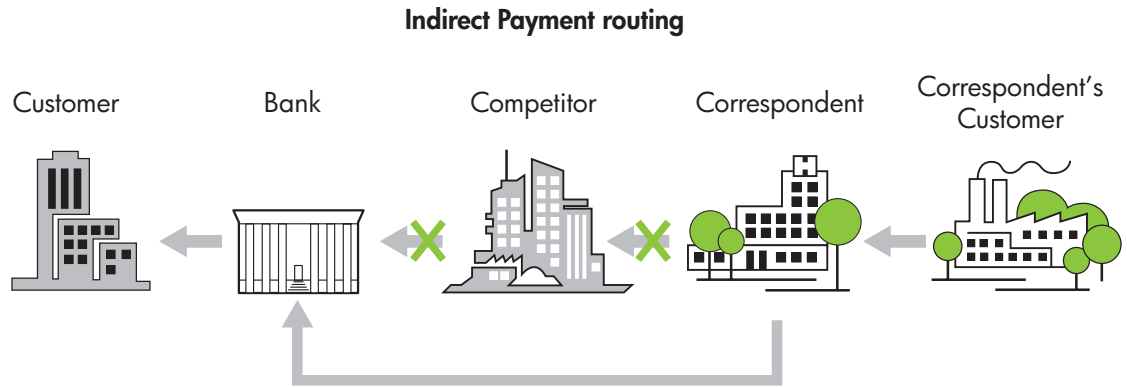 Indirect Payment routing
Customer
Bank
Competitor
Correspondent
Correspondent's
Customer